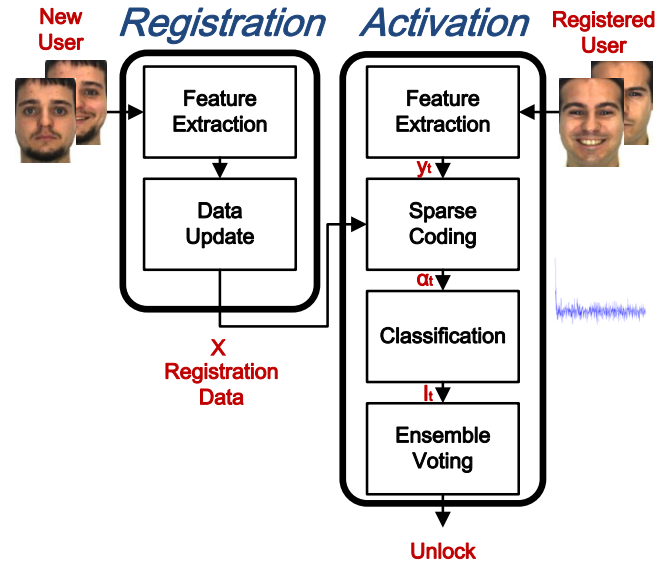 New
User
Registration
Activation
Registered
User
Feature
Extraction
Data
Update
X
Registration
Data
Feature
Extraction
yt
Sparse
Coding
αt
Classification
lt
Ensemble
Voting
Unlock